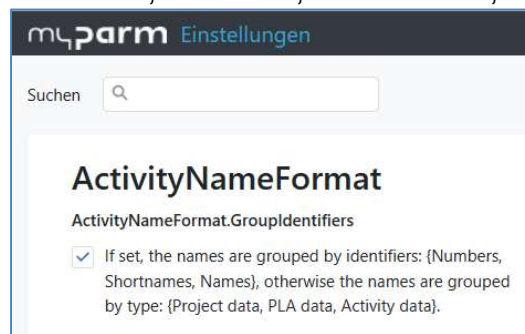 myparm Einstellungen
Suchen
ActivityNameFormat
ActivityNameFormat.GroupIdentifiers
If set, the names are grouped by identifiers: {Numbers,
Shortnames, Names}, otherwise the names are grouped
by type: {Project data, PLA data, Activity data}.